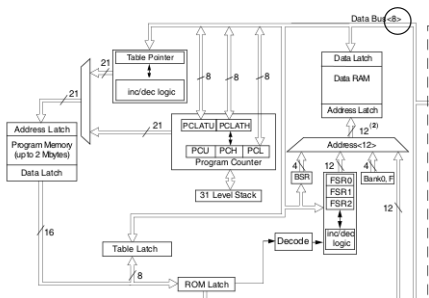 Data Bus<8>
21
Table Pointer
inc/dec logic
21
8
8
8
Data Latch
Data RAM
Address Latch
12(2)
Address<12>
21
PCLATU PCLATH
PCU PCH PCL
Program Counter
31 Level Stack
Address Latch
Program Memory
(up to 2 Mbytes)
Data Latch
4
12
4
BSR
FSR0
FSR1
FSR2
inc/dec
logic
Bank0, F
12
16
Table Latch
8
ROM Latch
Decode